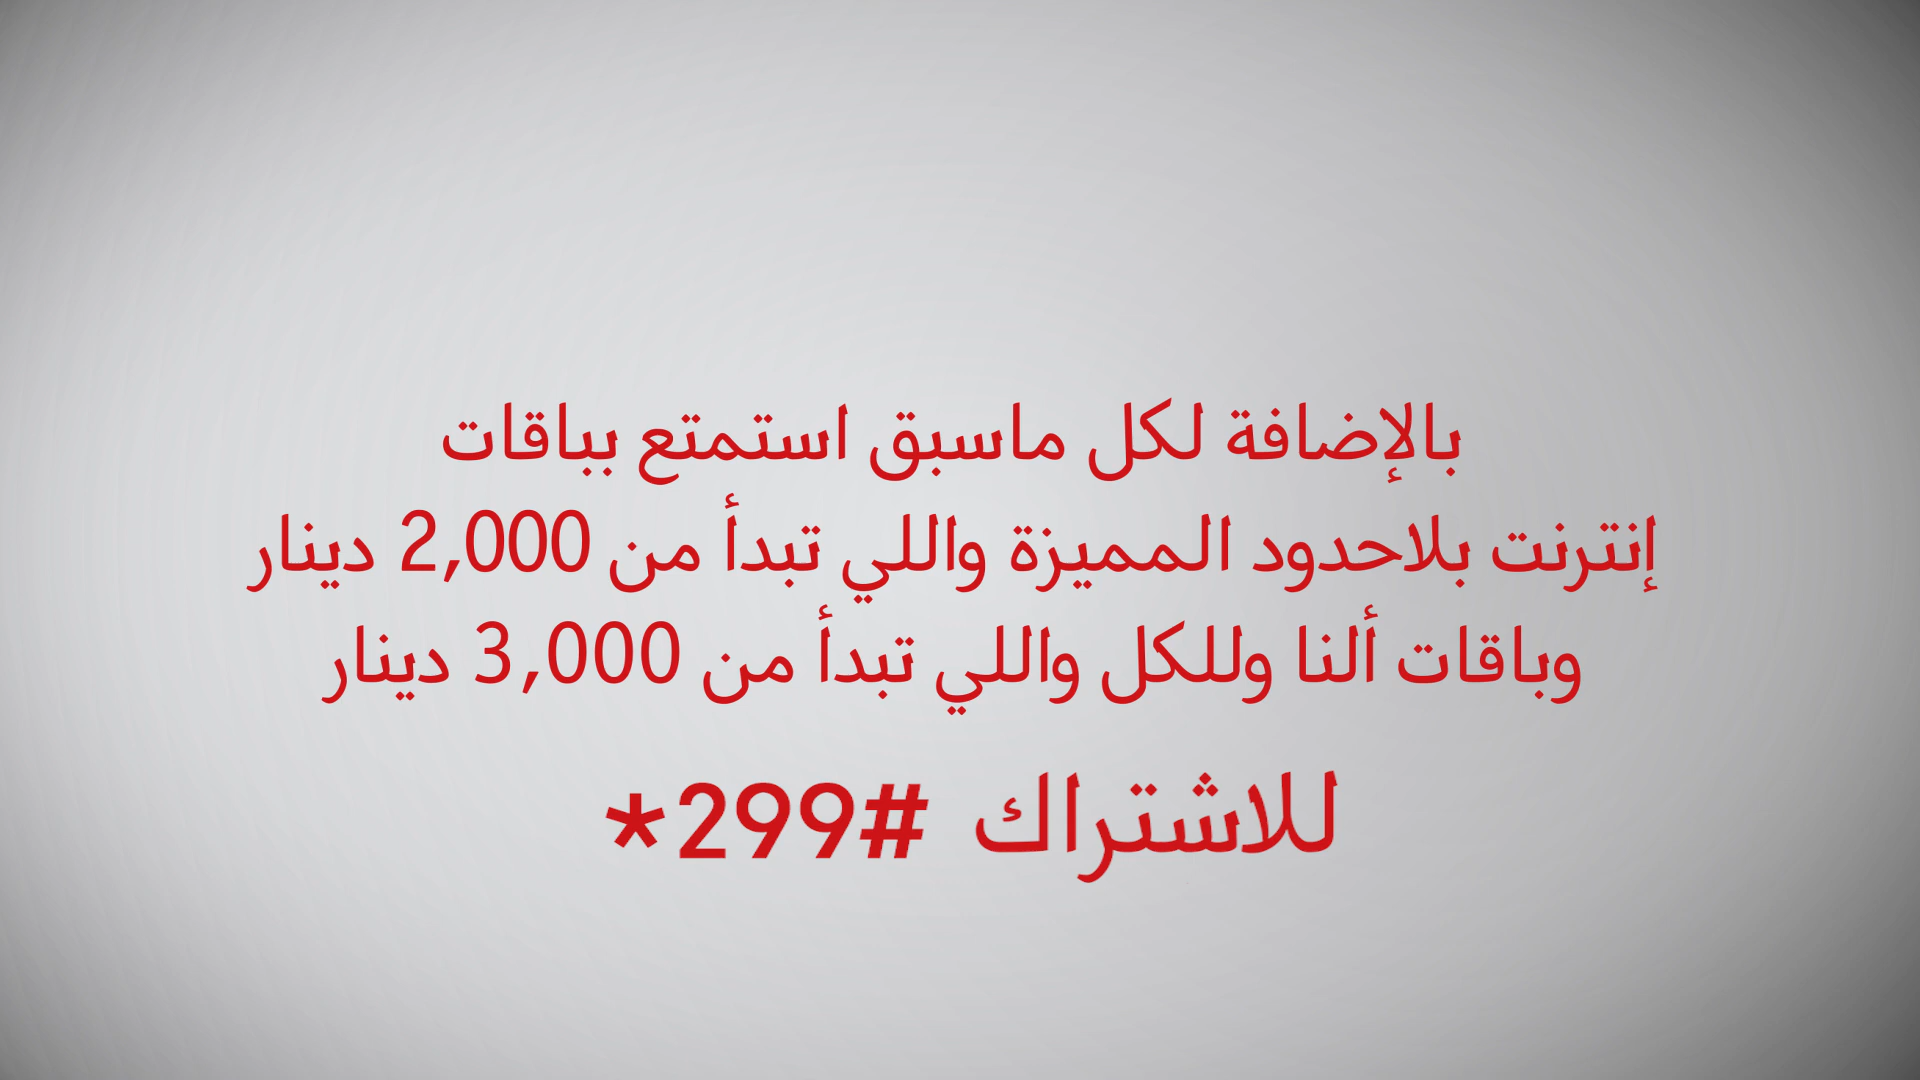 بالإضافة لكل ماسبق استمتع بباقات
إنترنت بلاحدود المميزة واللي تبدأ من 2,000 دينار
وباقات ألنا وللكل واللي تبدأ من 3,000 دينار
للاشتراك #299*